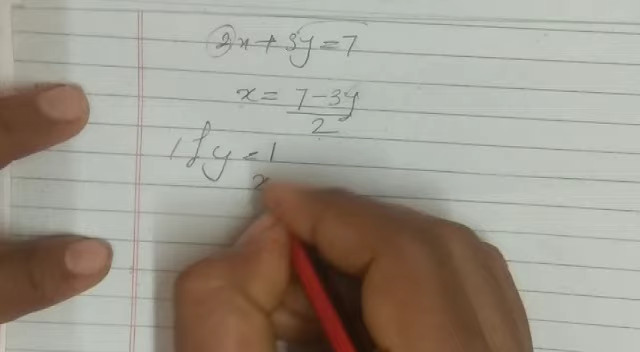 2x+3y=7
x= 7-3y/2
If y=1
x